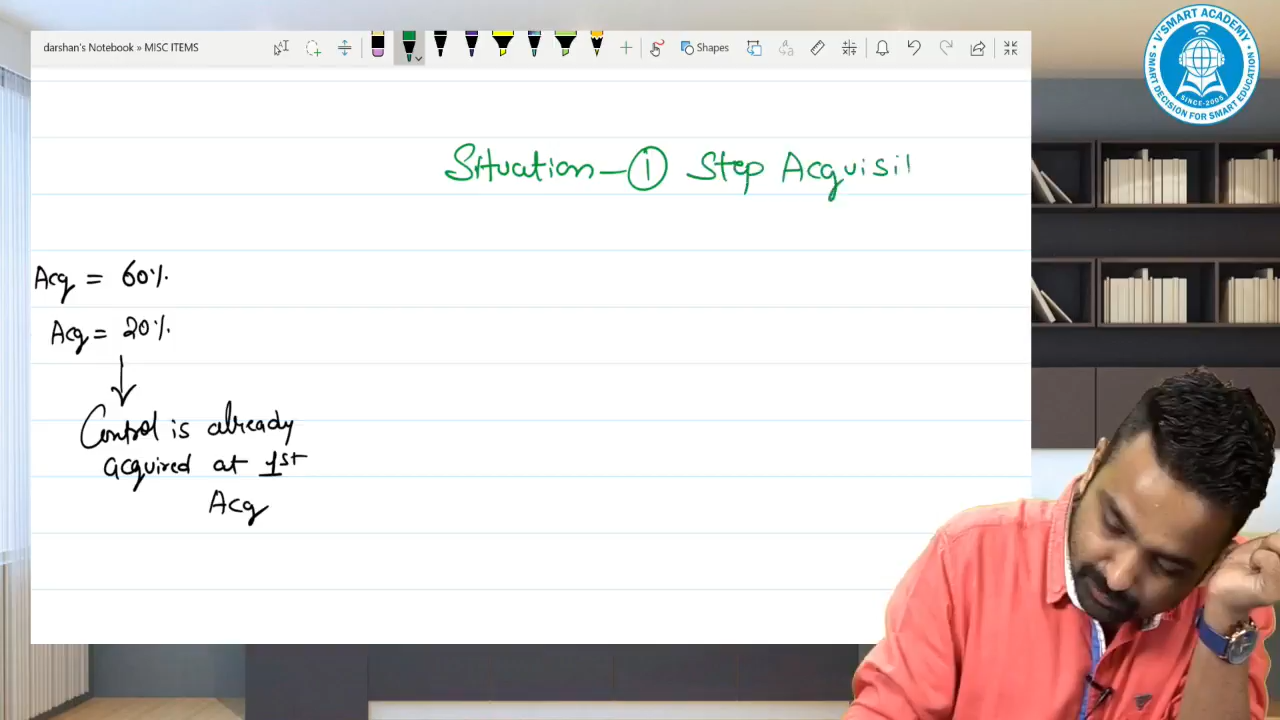 V'SMART ACADEMY
SMART DECISION FOR SMART EDUCATION
SINCE-2005
darshan's Notebook » MISC ITEMS
Shapes
Situation - ① Step Acquisit
Acq = 60%
Acq = 20%
Control is already
acquired at 1st
Acq